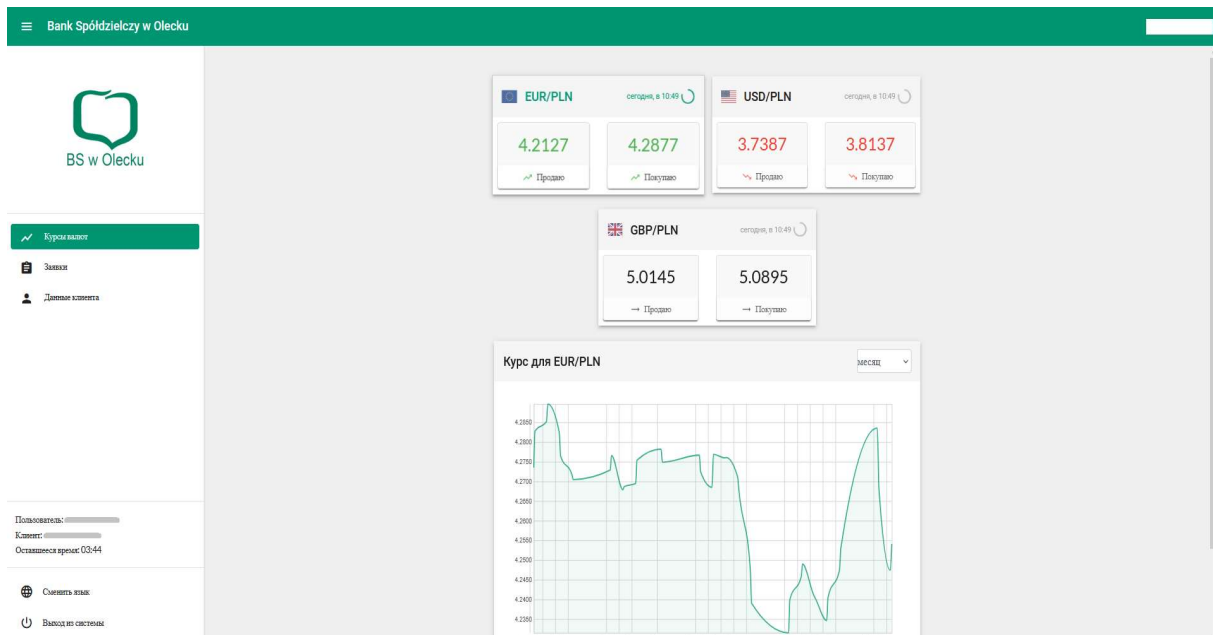 Bank Spółdzielczy w Olecku
BS w Olecku
Курсы валют
Заявки
Данные клиента
Пользователь:
Клиент:
Оставшееся время: 03:44
Сменить язык
Выход из системы
EUR/PLN сегодня, в 10:49
4.2127 4.2877
Продаю Покупаю
USD/PLN сегодня, в 10:49
3.7387 3.8137
Продаю Покупаю
GBP/PLN сегодня, в 10:49
5.0145 5.0895
Продаю Покупаю
Курс для EUR/PLN месяц
4.2850
4.2800
4.2750
4.2700
4.2650
4.2600
4.2550
4.2500
4.2450
4.2400
4.2350